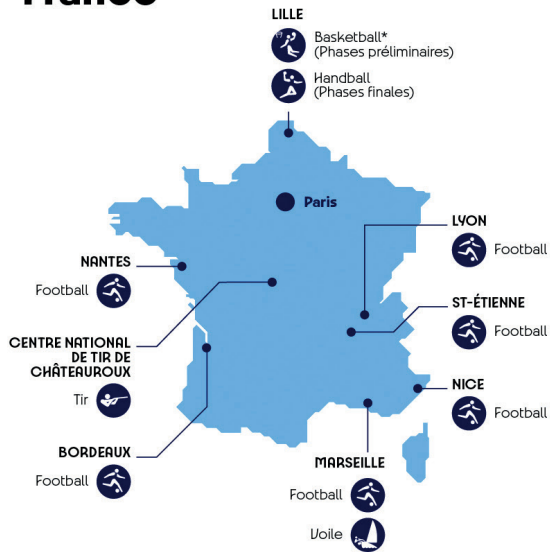 France
LILLE
Basketball*
(Phases préliminaires)
Handball
(Phases finales)
Paris
LYON
Football
NANTES
Football
ST-ÉTIENNE
Football
CENTRE NATIONAL
DE TIR DE
CHÂTEAUROUX
Tir
NICE
Football
BORDEAUX
Football
MARSEILLE
Football
Voile